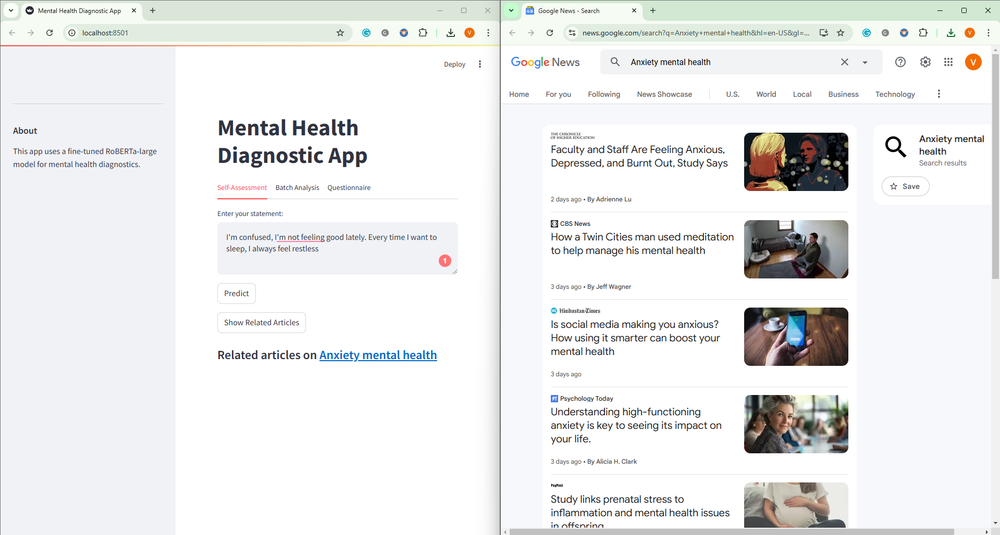 Mental Health Diagnostic App
localhost:8501
G
V
Deploy
About
This app uses a fine-tuned RoBERTa-large
model for mental health diagnostics.
Mental Health
Diagnostic App
Self-Assessment
Batch Analysis
Questionnaire
Enter your statement:
I'm confused, I'm not feeling good lately. Every time I want to
sleep, I always feel restless
1
Predict
Show Related Articles
Related articles on Anxiety mental health
Google News - Search
news.google.com/search?q=Anxiety+mental+health&hl=en-US&gl=...
G
V
Google News
Anxiety mental health
V
Home
For you
Following
News Showcase
U.S.
World
Local
Business
Technology
THE CHRONICLE
OF HIGHER EDUCATION
Faculty and Staff Are Feeling Anxious,
Depressed, and Burnt Out, Study Says
2 days ago • By Adrienne Lu
CBS News
How a Twin Cities man used meditation
to help manage his mental health
3 days ago • By Jeff Wagner
HT Hindustan Times
Is social media making you anxious?
How using it smarter can boost your
mental health
3 days ago
PT Psychology Today
Understanding high-functioning
anxiety is key to seeing its impact on
your life.
3 days ago • By Alicia H. Clark
PsyPost
Study links prenatal stress to
inflammation and mental health issues
in offspring
Anxiety mental
health
Search results
Save